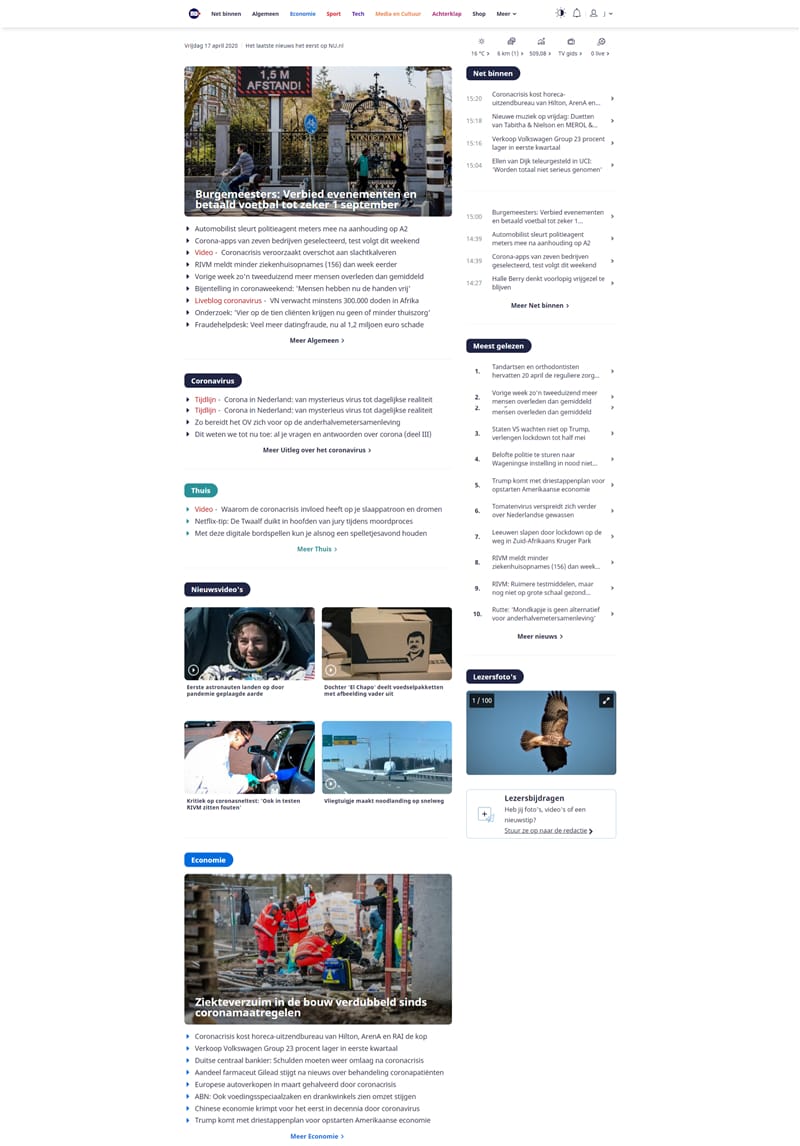 NU
Net binnen
Algemeen
Economie
Sport
Tech
Media en Cultuur
Achterklap
Shop
Meer
J
Vrijdag 17 april 2020
Het laatste nieuws het eerst op NU.nl
16 °C
6 km (1)
509,08
TV gids
0 live
1,5 M
AFSTAND!
Burgemeesters: Verbied evenementen en
betaald voetbal tot zeker 1 september
Automobilist sleurt politieagent meters mee na aanhouding op A2
Corona-apps van zeven bedrijven geselecteerd, test volgt dit weekend
Video - Coronacrisis veroorzaakt overschot aan slachtkalveren
RIVM meldt minder ziekenhuisopnames (156) dan week eerder
Vorige week zo'n tweeduizend meer mensen overleden dan gemiddeld
Bijentelling in coronaweekend: 'Mensen hebben nu de handen vrij'
Liveblog coronavirus - VN verwacht minstens 300.000 doden in Afrika
Onderzoek: 'Vier op de tien cliënten krijgen nu geen of minder thuiszorg'
Fraudehelpdesk: Veel meer datingfraude, nu al 1,2 miljoen euro schade
Meer Algemeen
Coronavirus
Tijdlijn - Corona in Nederland: van mysterieus virus tot dagelijkse realiteit
Tijdlijn - Corona in Nederland: van mysterieus virus tot dagelijkse realiteit
Zo bereidt het OV zich voor op de anderhalvemetersamenleving
Dit weten we tot nu toe: al je vragen en antwoorden over corona (deel III)
Meer Uitleg over het coronavirus
Thuis
Video - Waarom de coronacrisis invloed heeft op je slaappatroon en dromen
Netflix-tip: De Twaalf duikt in hoofden van jury tijdens moordproces
Met deze digitale bordspellen kun je alsnog een spelletjesavond houden
Meer Thuis
Nieuwsvideo's
Eerste astronauten landen op door
pandemie geplaagde aarde
Dochter 'El Chapo' deelt voedselpakketten
met afbeelding vader uit
Kritiek op coronasneltest: 'Ook in testen
RIVM zitten fouten'
Vliegtuigje maakt noodlanding op snelweg
Economie
Ziekteverzuim in de bouw verdubbeld sinds
coronamaatregelen
Coronacrisis kost horeca-uitzendbureau van Hilton, ArenA en RAI de kop
Verkoop Volkswagen Group 23 procent lager in eerste kwartaal
Duitse centraal bankier: Schulden moeten weer omlaag na coronacrisis
Aandeel farmaceut Gilead stijgt na nieuws over behandeling coronapatiënten
Europese autoverkopen in maart gehalveerd door coronacrisis
ABN: Ook voedingsspeciaalzaken en drankwinkels zien omzet stijgen
Chinese economie krimpt voor het eerst in decennia door coronavirus
Trump komt met driestappenplan voor opstarten Amerikaanse economie
Meer Economie
Net binnen
15:20 Coronacrisis kost horeca-
uitzendbureau van Hilton, ArenA en...
15:18 Nieuwe muziek op vrijdag: Duetten
van Tabitha & Nielson en MEROL &...
15:16 Verkoop Volkswagen Group 23 procent
lager in eerste kwartaal
15:04 Ellen van Dijk teleurgesteld in UCI:
'Worden totaal niet serieus genomen'
15:00 Burgemeesters: Verbied evenementen
en betaald voetbal tot zeker 1...
14:39 Automobilist sleurt politieagent
meters mee na aanhouding op A2
14:39 Corona-apps van zeven bedrijven
geselecteerd, test volgt dit weekend
14:27 Halle Berry denkt voorlopig vrijgezel te
blijven
Meer Net binnen
Meest gelezen
1. Tandartsen en orthodontisten
hervatten 20 april de reguliere zorg...
2. Vorige week zo'n tweeduizend meer
mensen overleden dan gemiddeld
2. mensen overleden dan gemiddeld
3. Staten VS wachten niet op Trump,
verlengen lockdown tot half mei
4. Belofte politie te sturen naar
Wageningse instelling in nood niet...
5. Trump komt met driestappenplan voor
opstarten Amerikaanse economie
6. Tomatenvirus verspreidt zich verder
over Nederlandse gewassen
7. Leeuwen slapen door lockdown op de
weg in Zuid-Afrikaans Kruger Park
8. RIVM meldt minder
ziekenhuisopnames (156) dan week...
9. RIVM: Ruimere testmiddelen, maar
nog niet op grote schaal gezond...
10. Rutte: 'Mondkapje is geen alternatief
voor anderhalvemetersamenleving'
Meer nieuws
Lezersfoto's
1 / 100
Lezersbijdragen
Heb jij foto's, video's of een
nieuwstip?
Stuur ze op naar de redactie